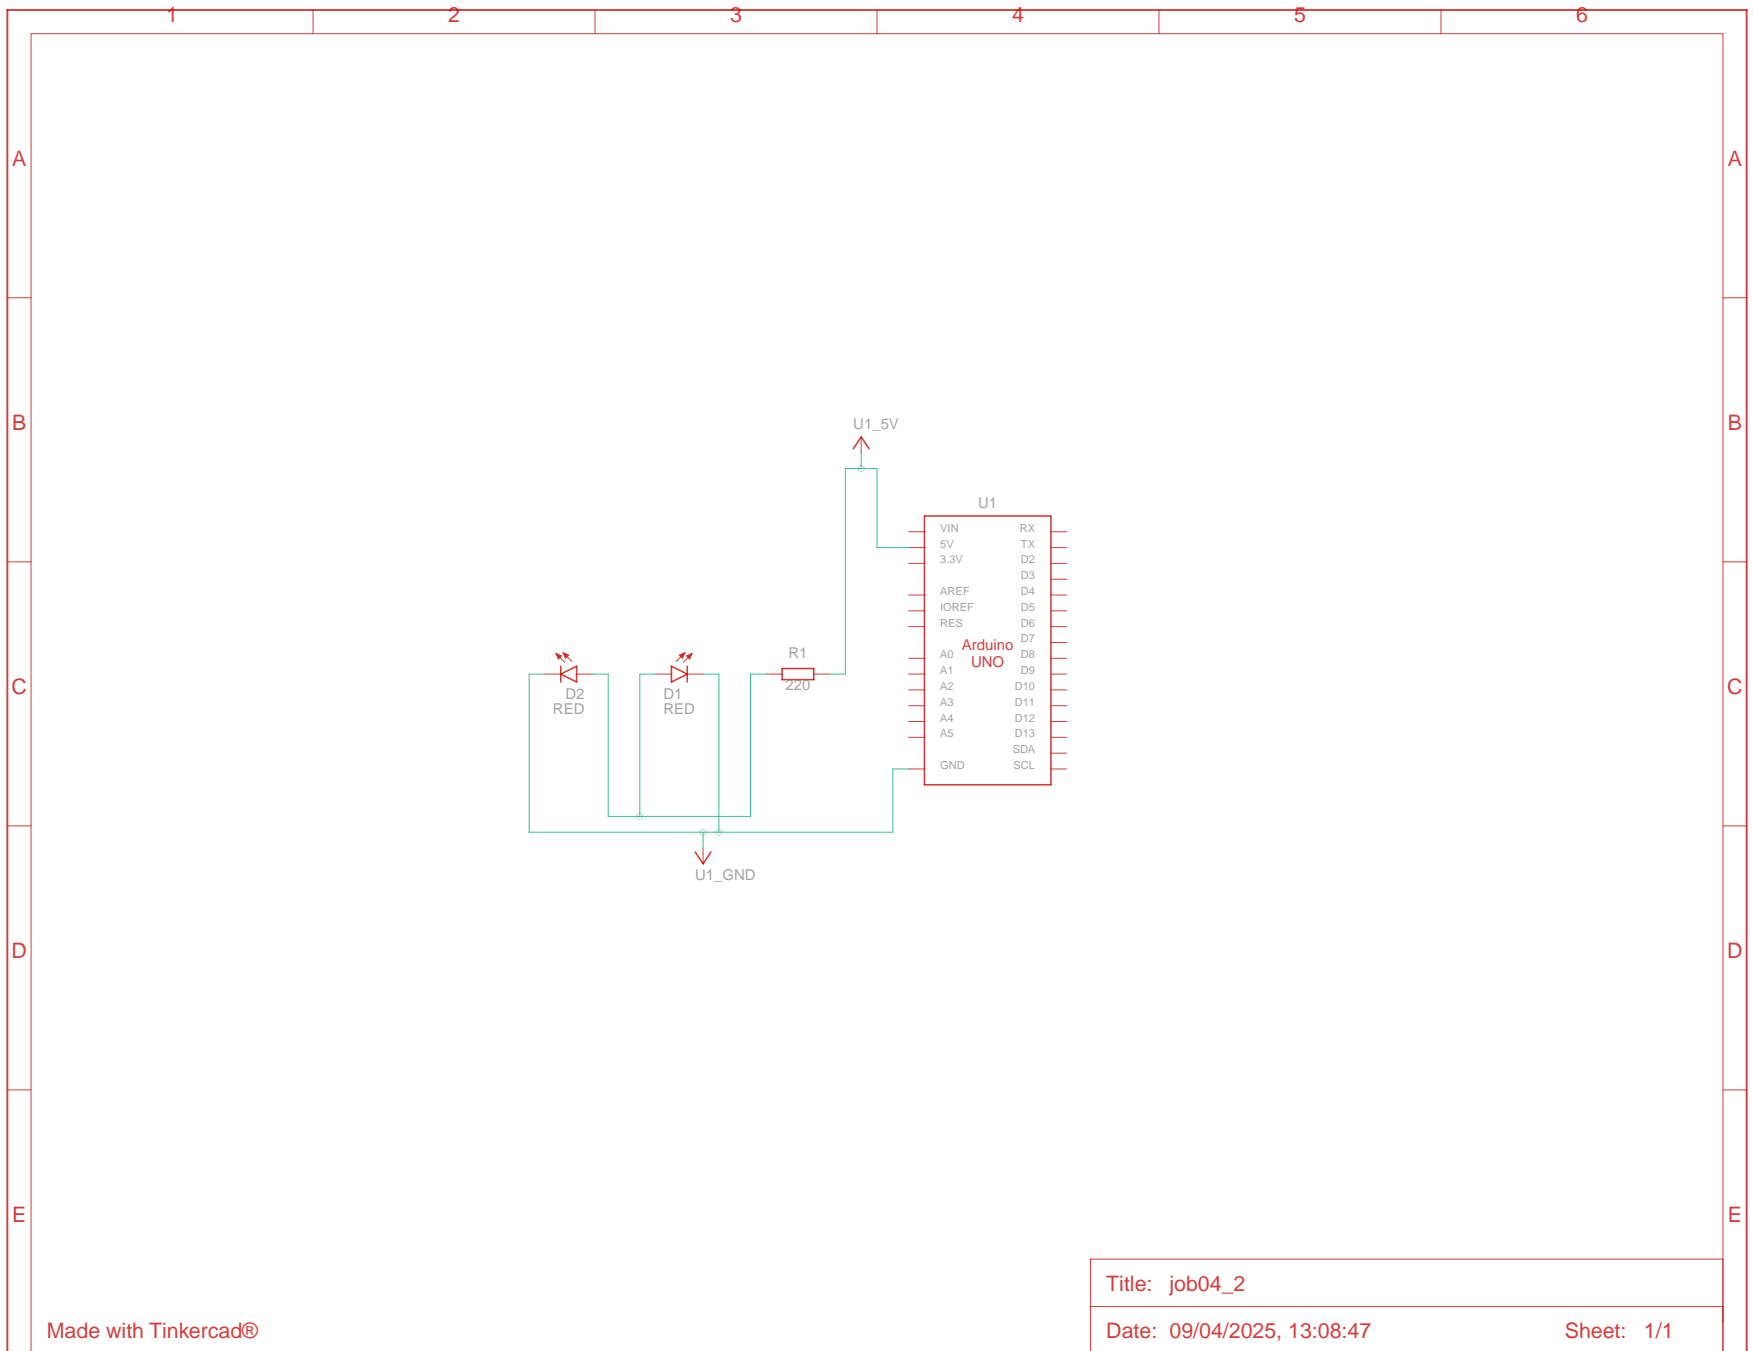 1 2 3 4 5 6
A A
B B
U1_5V
U1
VIN RX
5V TX
3.3V D2
D3
AREF D4
IOREF D5
RES D6
D7
Arduino
UNO
A0 D8
A1 D9
A2 D10
A3 D11
A4 D12
A5 D13
SDA
GND SCL
R1
220
C C
D2
RED
D1
RED
U1_GND
D D
E E
Title: job04_2
Made with Tinkercad®
Date: 09/04/2025, 13:08:47 Sheet: 1/1